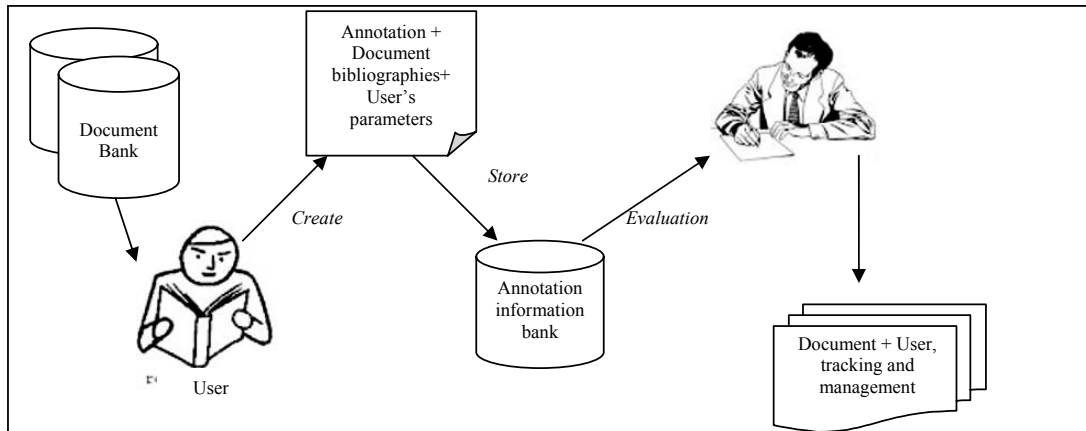 Document
Bank
Annotation +
Document
bibliographies+
User's
parameters
Create
Store
Evaluation
User
Annotation
information
bank
Document + User,
tracking and
management